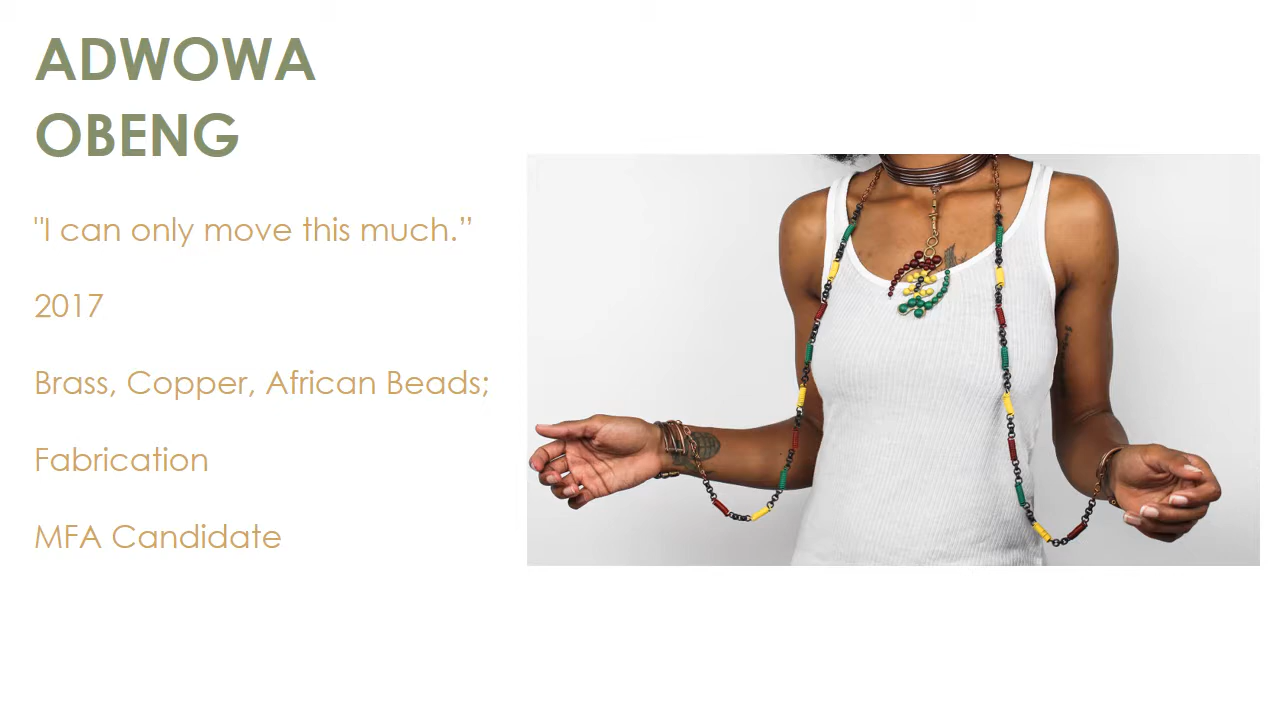 ADWOWA
OBENG
"I can only move this much.”
2017
Brass, Copper, African Beads;
Fabrication
MFA Candidate